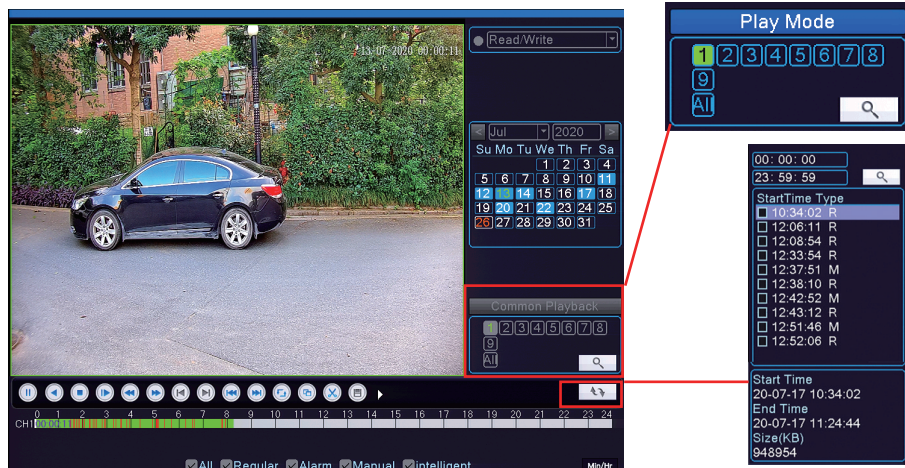 13-07-2020 00:00:11
Read/Write
< Jul 2020 >
Su Mo Tu We Th Fr Sa
1 2 3 4
5 6 7 8 9 10 11
12 13 14 15 16 17 18
19 20 21 22 23 24 25
26 27 28 29 30 31
Common Playback
1 2 3 4 5 6 7 8
9
All
0 1 2 3 4 5 6 7 8 9 10 11 12 13 14 15 16 17 18 19 20 21 22 23 24
CH1 00:00:11
All Regular Alarm Manual intelligent Min/Hr
Play Mode
1 2 3 4 5 6 7 8
9
All
00: 00: 00
23: 59: 59
StartTime Type
10:34:02 R
12:06:11 R
12:08:54 R
12:33:54 R
12:37:51 M
12:38:10 R
12:42:52 M
12:43:12 R
12:51:46 M
12:52:06 R
Start Time
20-07-17 10:34:02
End Time
20-07-17 11:24:44
Size(KB)
948954